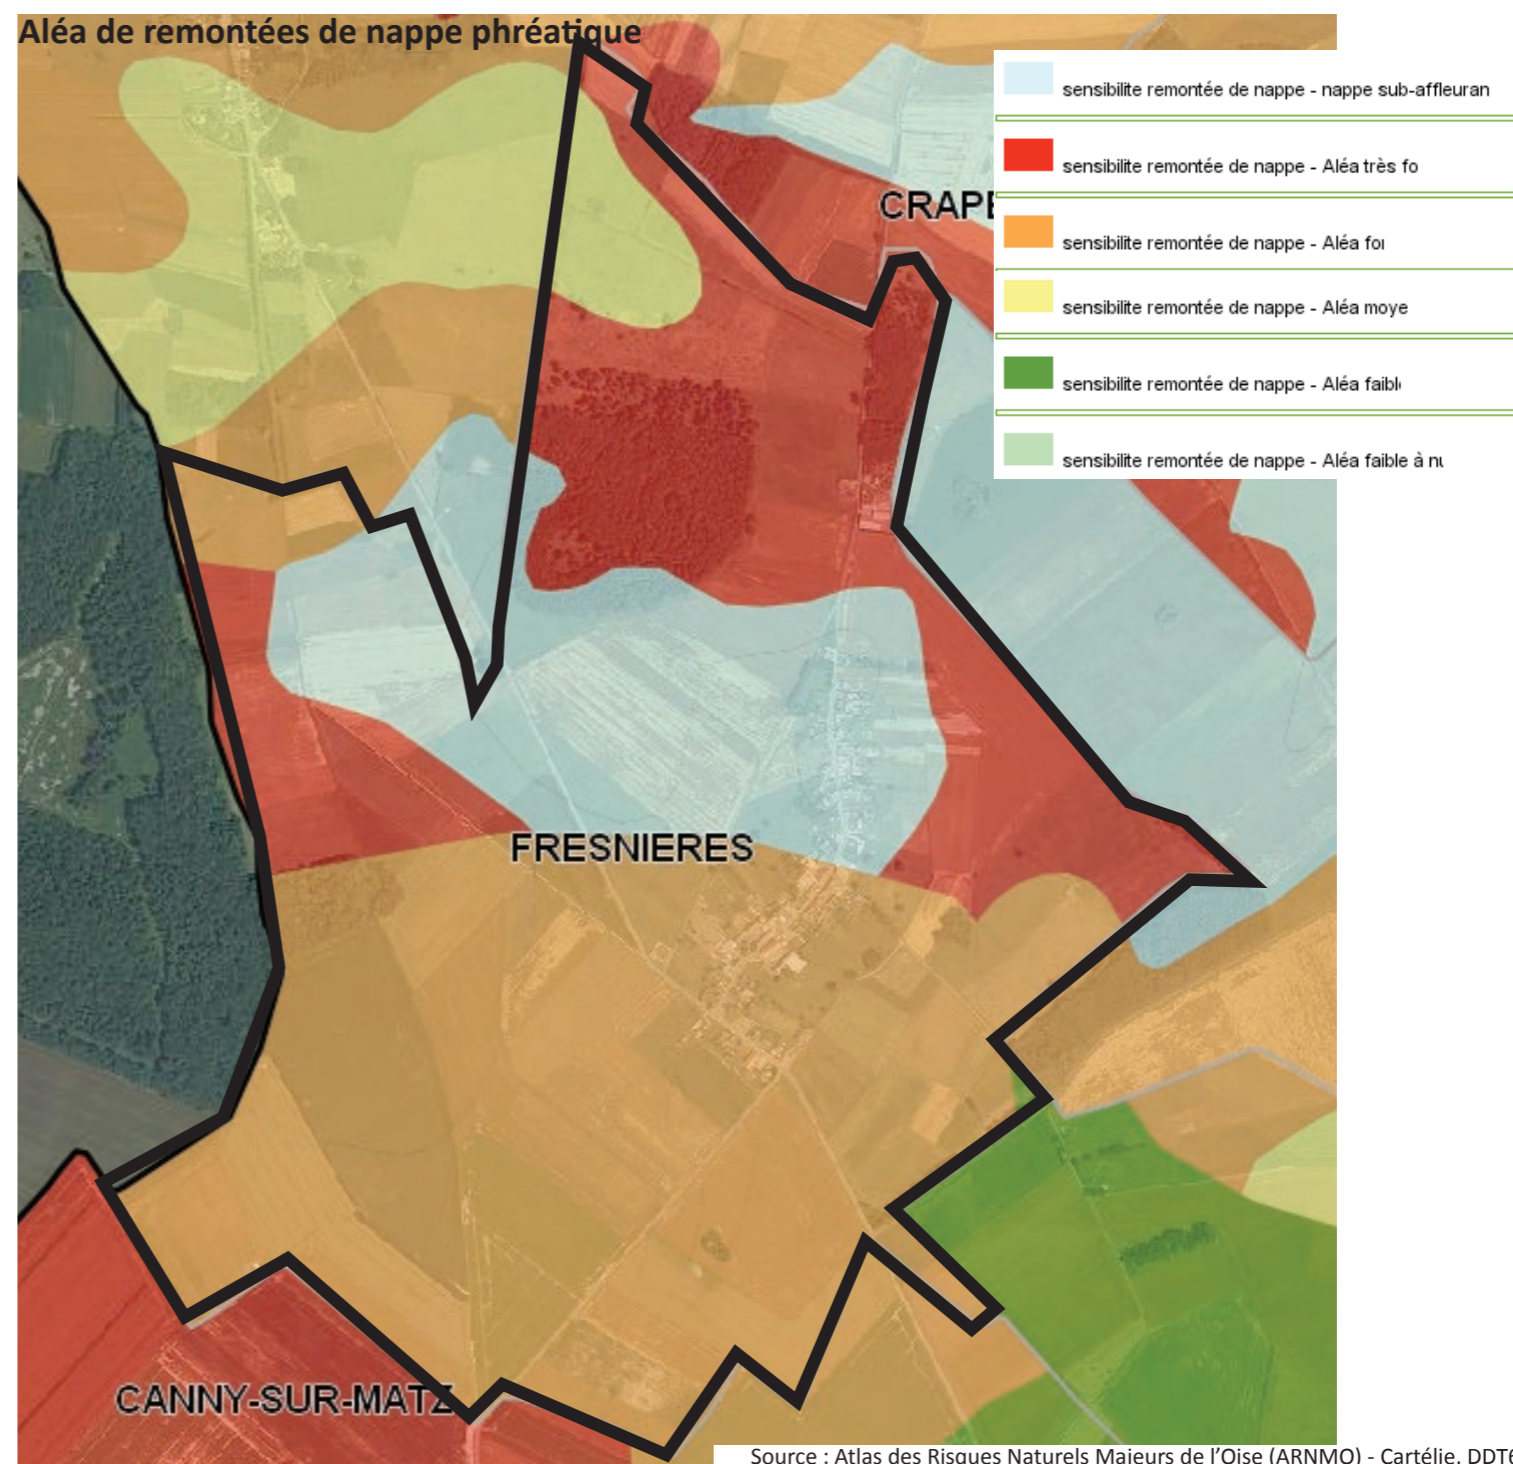 Aléa de remontées de nappe phréatique
sensibilite remontée de nappe - nappe sub-affleuran
sensibilite remontée de nappe - Aléa très fo
CRAPE
sensibilite remontée de nappe - Aléa for
sensibilite remontée de nappe - Aléa moye
sensibilite remontée de nappe - Aléa faibl
sensibilite remontée de nappe - Aléa faible à nu
FRESNIERES
CANNY-SUR-MATZ
Source : Atlas des Risques Naturels Majeurs de l'Oise (ARNMO) - Cartélie, DDT6